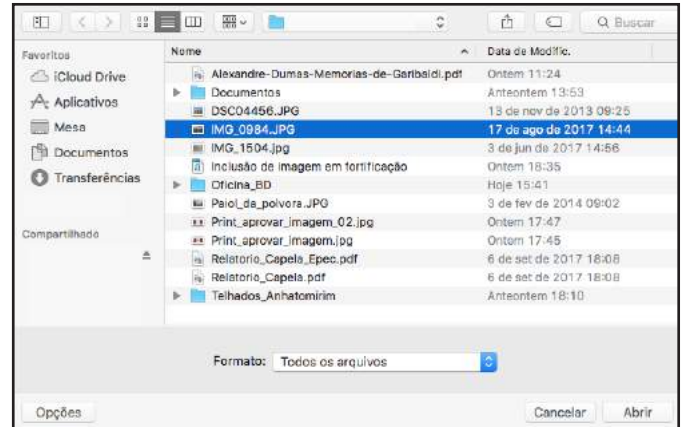 Buscar
Favoritos
iCloud Drive
Aplicativos
Mesa
Documentos
Transferências
Compartilhado
Nome Data de Modific.
Alexandre-Dumas-Memorias-de-Garibaldi.pdf Ontem 11:24
Documentos Anteontem 13:53
DSC04456.JPG 13 de nov de 2013 09:25
IMG_0984.JPG 17 de ago de 2017 14:44
IMG_1504.jpg 3 de jun de 2017 14:56
Inclusão de imagem em fortificação Ontem 18:35
Oficina_BD Hoje 15:41
Paiol_da_polvora.JPG 3 de fev de 2014 09:02
Print_aprovar_imagem_02.jpg Ontem 17:47
Print_aprovar_imagem.jpg Ontem 17:45
Relatorio_Capela_Epec.pdf 6 de set de 2017 18:08
Relatorio_Capela.pdf 6 de set de 2017 18:08
Telhados_Anhatomirim Anteontem 18:10
Formato: Todos os arquivos
Opções Cancelar Abrir